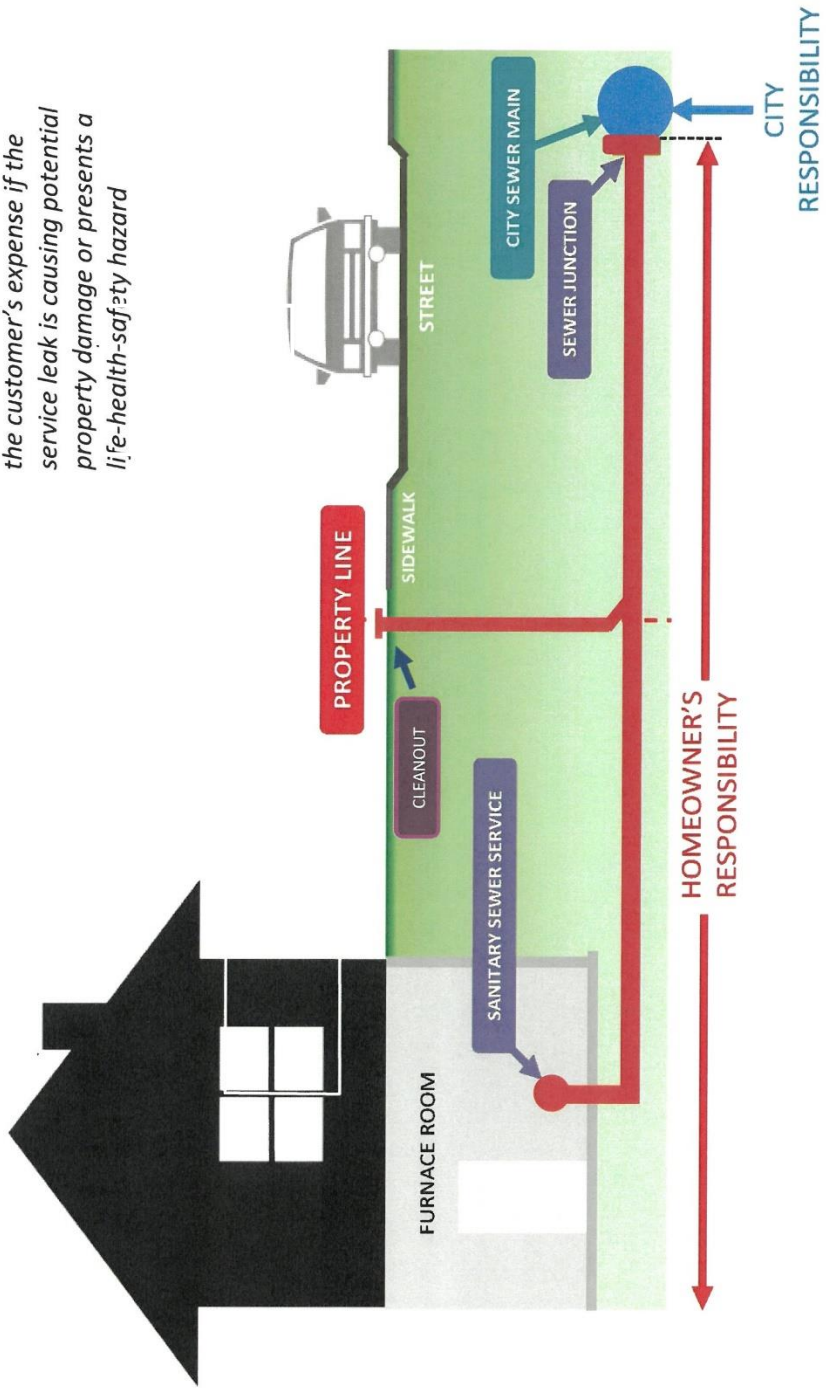 the customer's expense if the
service leak is causing potential
property damage or presents a
life-health-safety hazard
PROPERTY LINE
SIDEWALK
STREET
CLEANOUT
CITY SEWER MAIN
SEWER JUNCTION
SANITARY SEWER SERVICE
FURNACE ROOM
HOMEOWNER'S
RESPONSIBILITY
CITY
RESPONSIBILITY